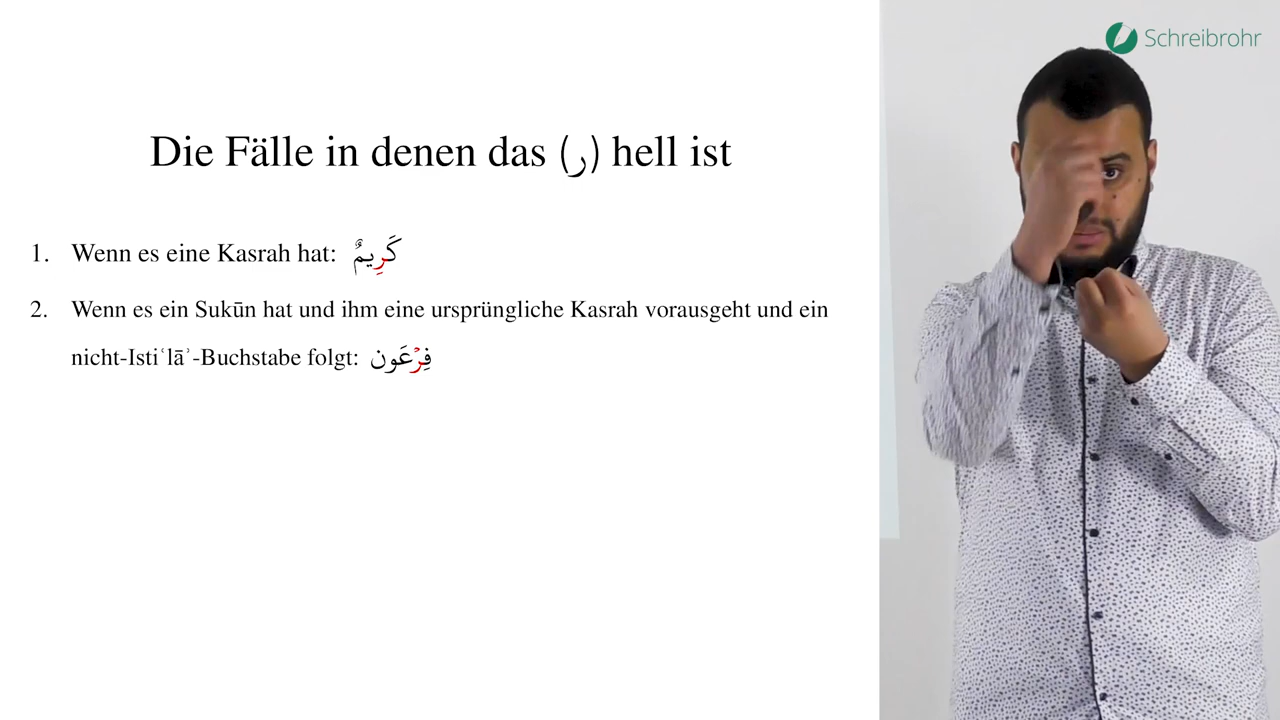 Schreibrohr
Die Fälle in denen das (ر) hell ist
1. Wenn es eine Kasrah hat: كَرِيمٌ
2. Wenn es ein Sukūn hat und ihm eine ursprüngliche Kasrah vorausgeht und ein
nicht-Istiʿlāʾ-Buchstabe folgt: فِرْعَون